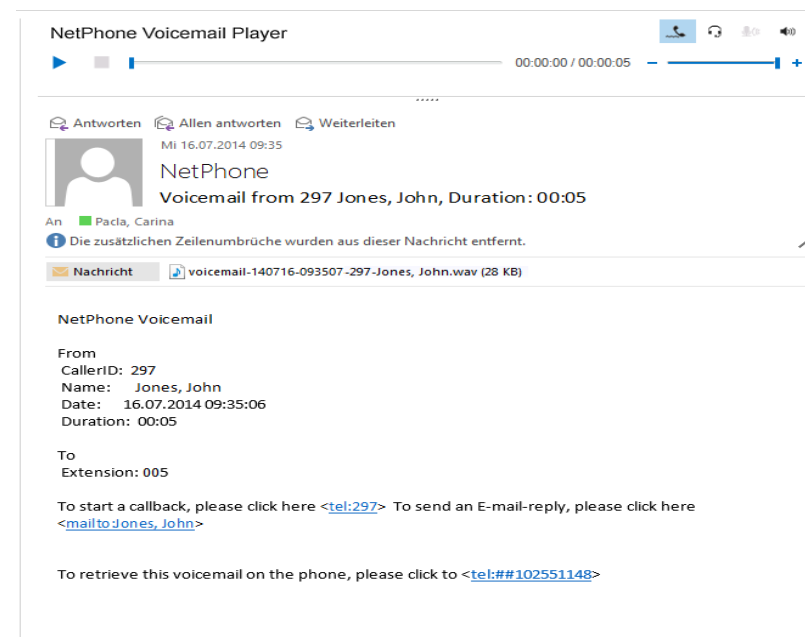 NetPhone Voicemail Player
00:00:00 / 00:00:05
Antworten Allen antworten Weiterleiten
Mi 16.07.2014 09:35
NetPhone
Voicemail from 297 Jones, John, Duration: 00:05
An Pacla, Carina
Die zusätzlichen Zeilenumbrüche wurden aus dieser Nachricht entfernt.
Nachricht voicemail-140716-093507-297-Jones, John.wav (28 KB)
NetPhone Voicemail
From
CallerID: 297
Name: Jones, John
Date: 16.07.2014 09:35:06
Duration: 00:05
To
Extension: 005
To start a callback, please click here <tel:297> To send an E-mail-reply, please click here
<mailto:Jones, John>
To retrieve this voicemail on the phone, please click to <tel:##102551148>